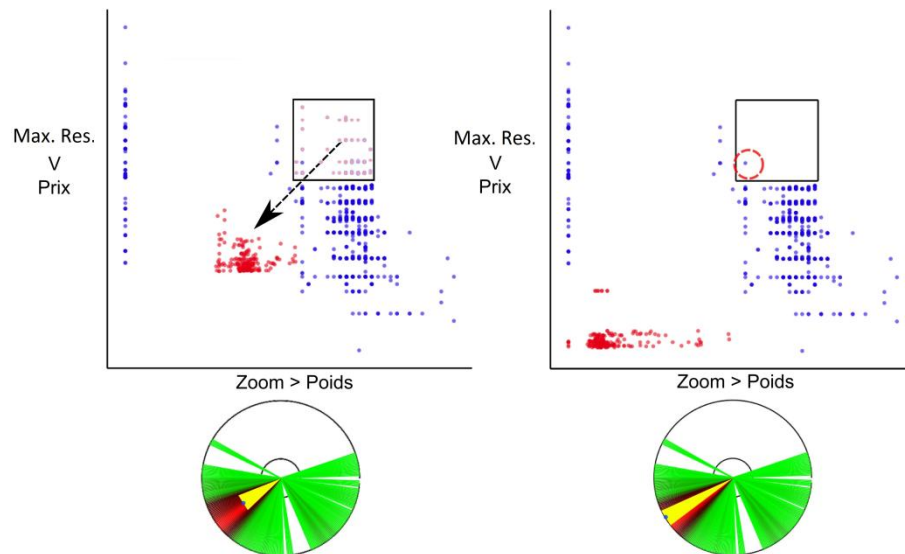 Max. Res.
V
Prix
Zoom > Poids
Max. Res.
V
Prix
Zoom > Poids